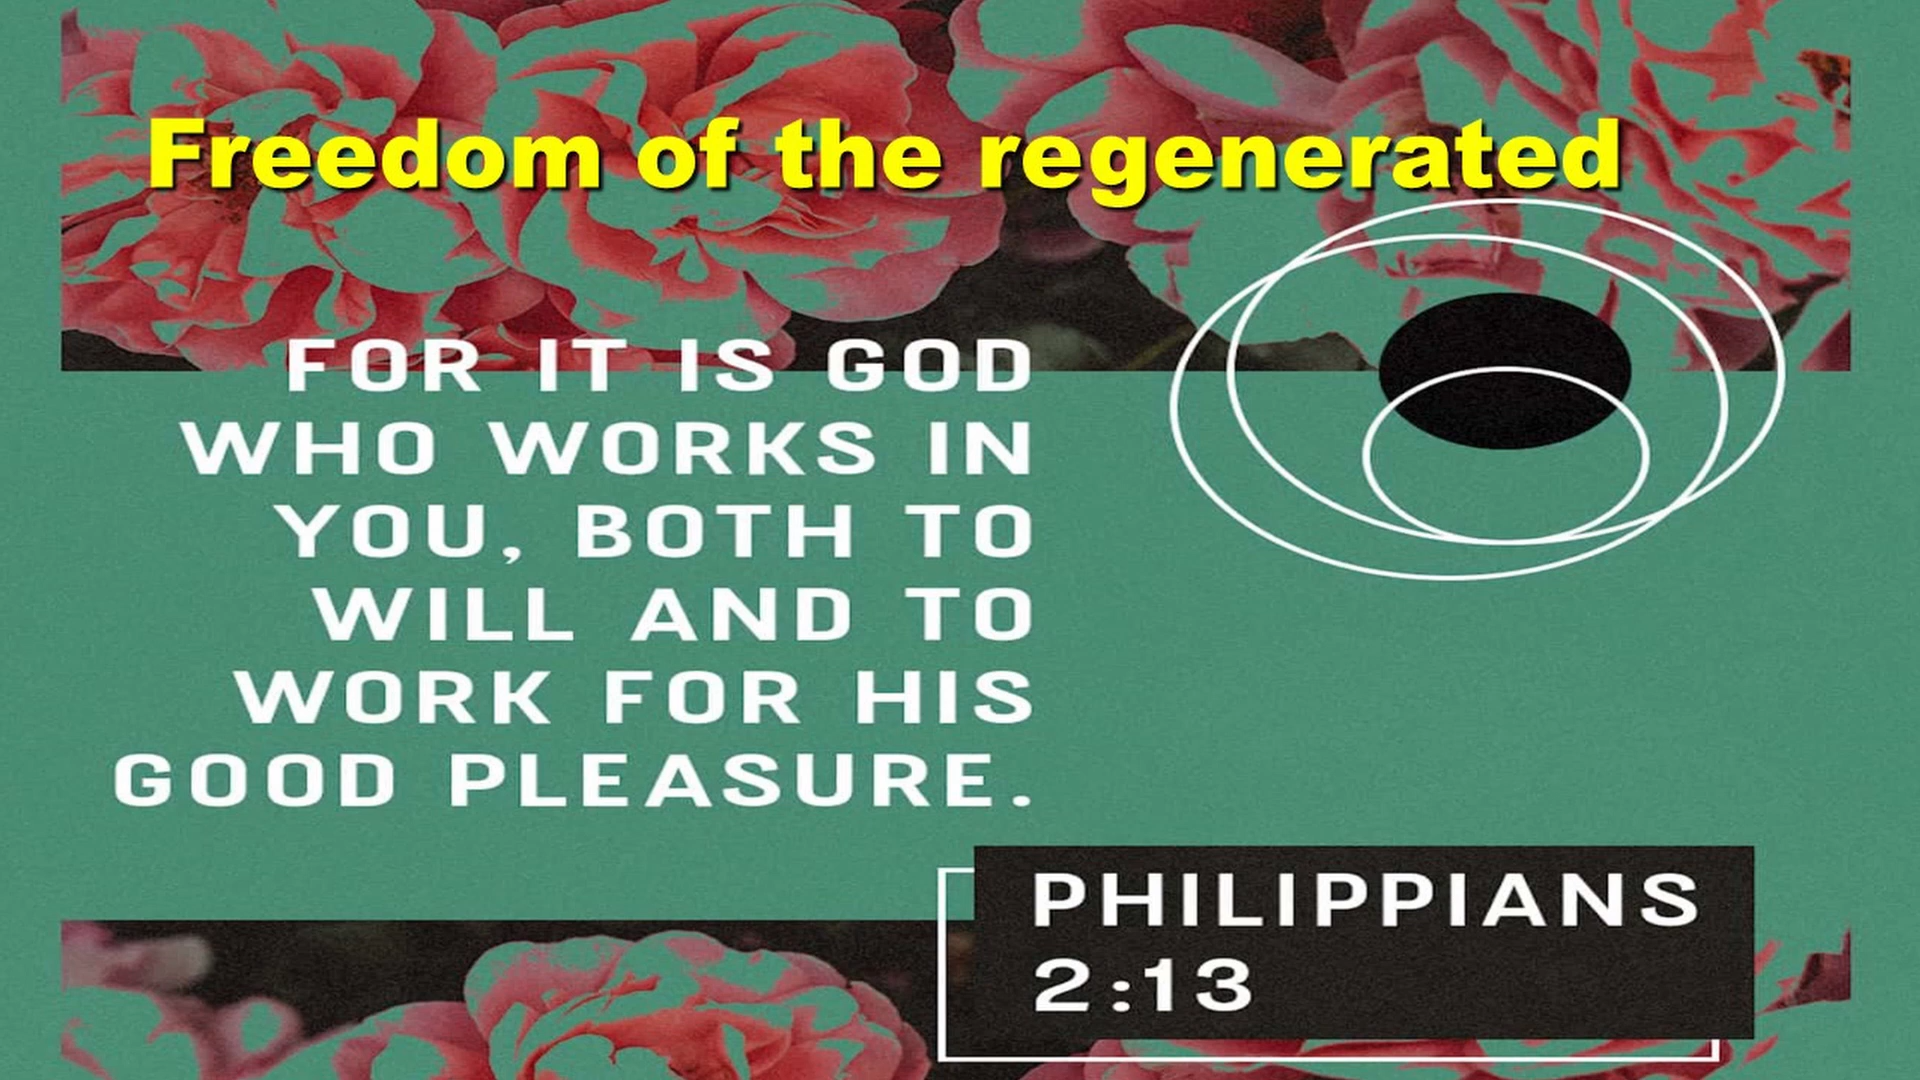 Freedom of the regenerated
FOR IT IS GOD
WHO WORKS IN
YOU, BOTH TO
WILL AND TO
WORK FOR HIS
GOOD PLEASURE.
PHILIPPIANS
2:13